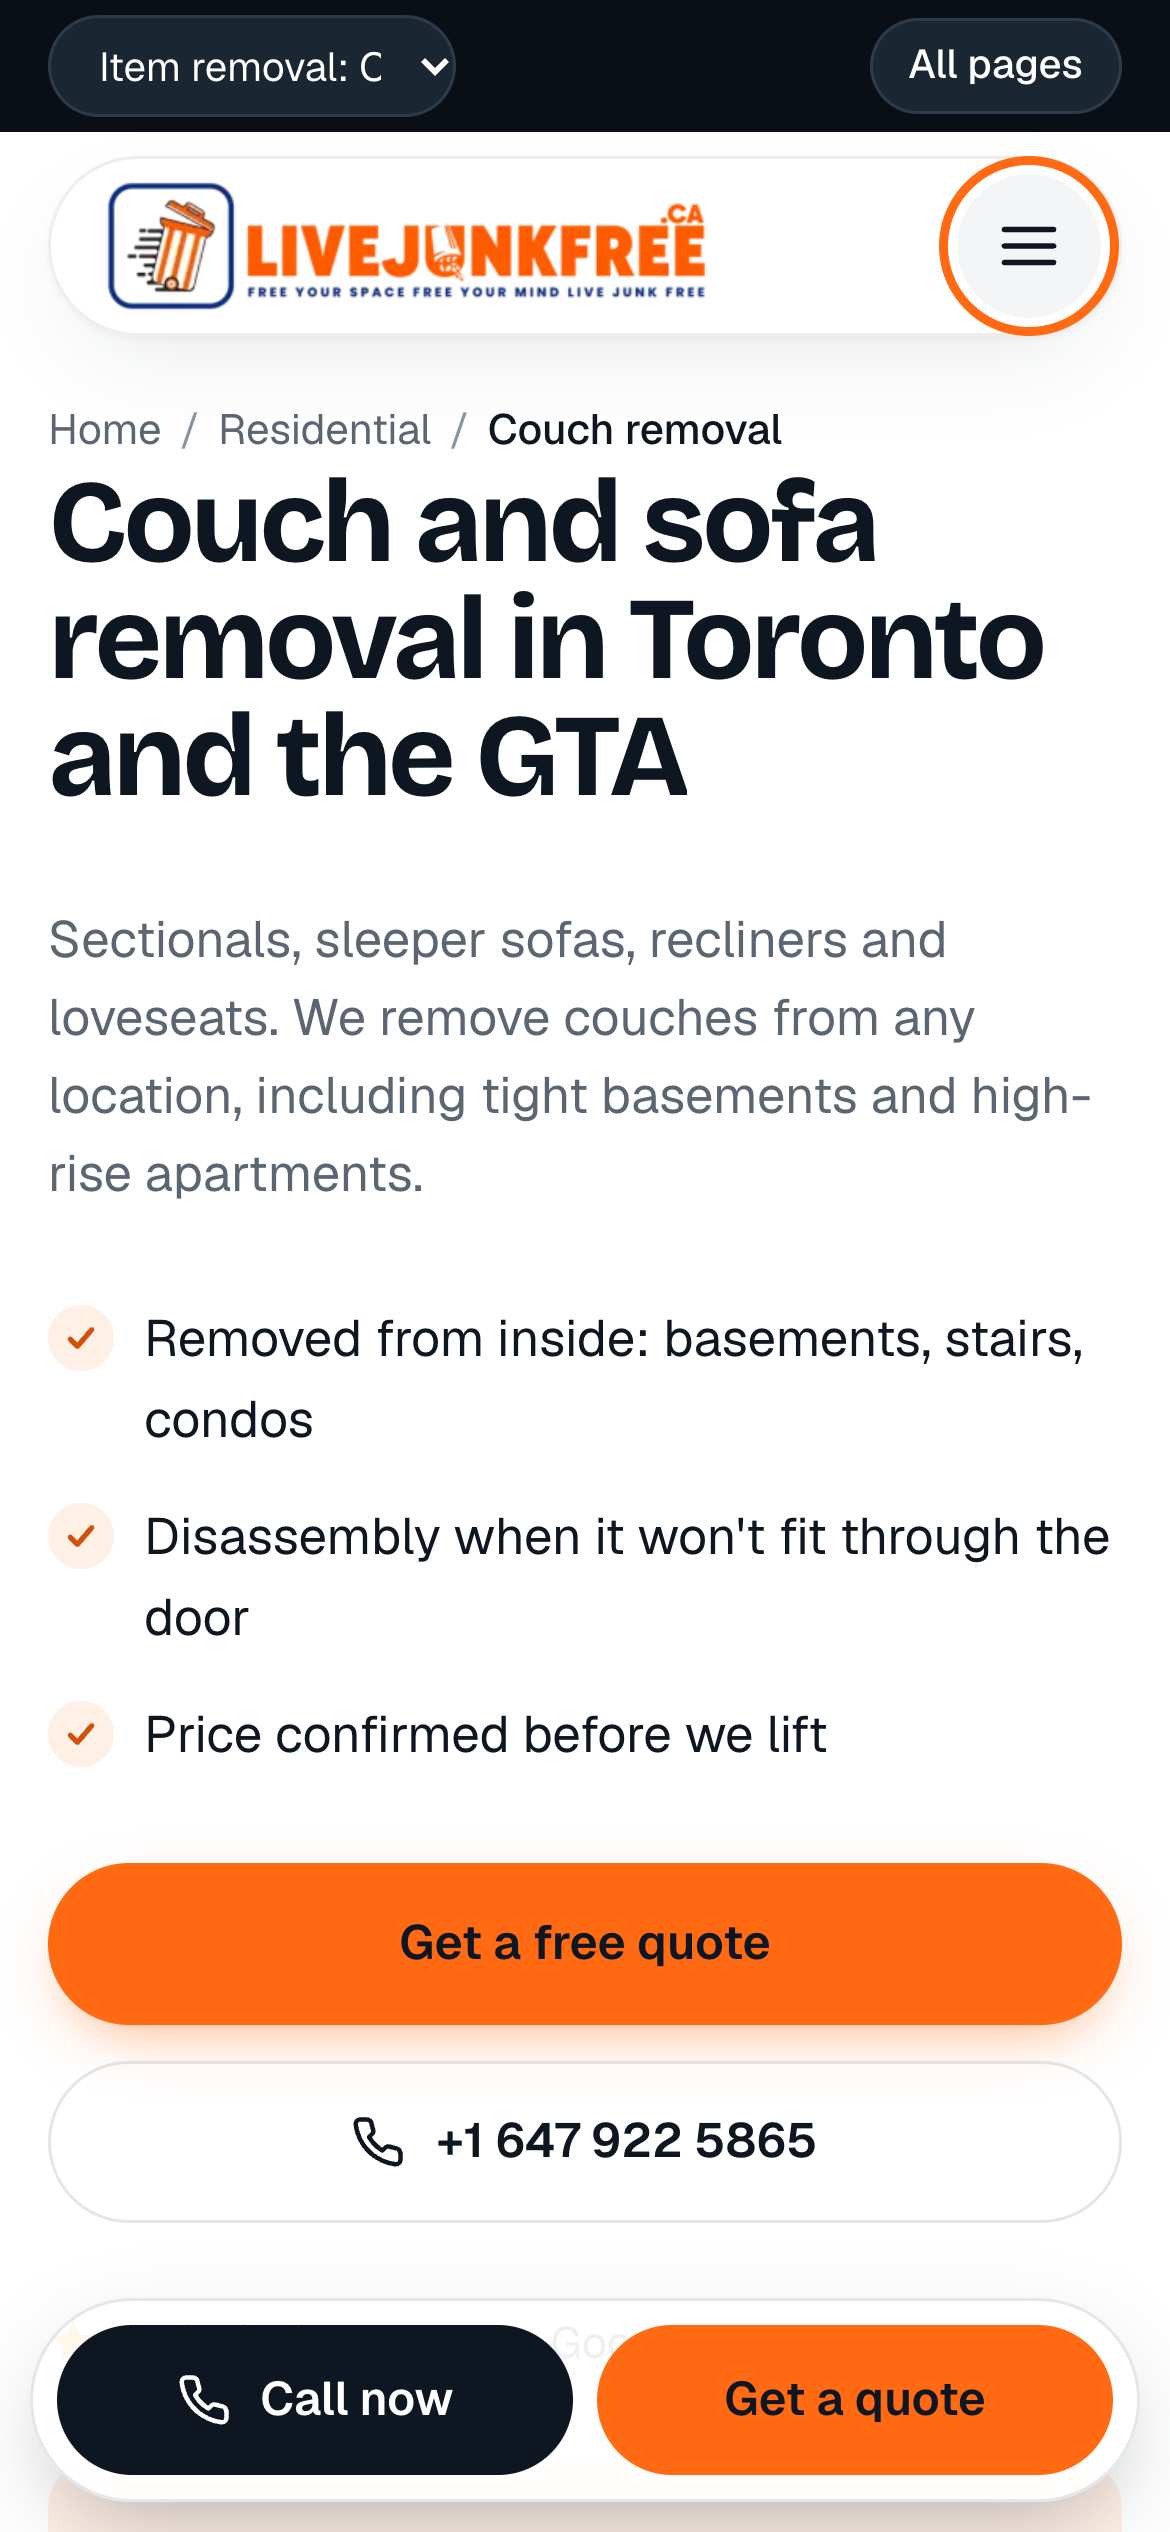 Item removal: C
All pages
.CA
LIVEJUNKFREE
FREE YOUR SPACE FREE YOUR MIND LIVE JUNK FREE
Home / Residential / Couch removal
Couch and sofa
removal in Toronto
and the GTA
Sectionals, sleeper sofas, recliners and
loveseats. We remove couches from any
location, including tight basements and high-
rise apartments.
Removed from inside: basements, stairs,
condos
Disassembly when it won't fit through the
door
Price confirmed before we lift
Get a free quote
+1 647 922 5865
Call now
Get a quote